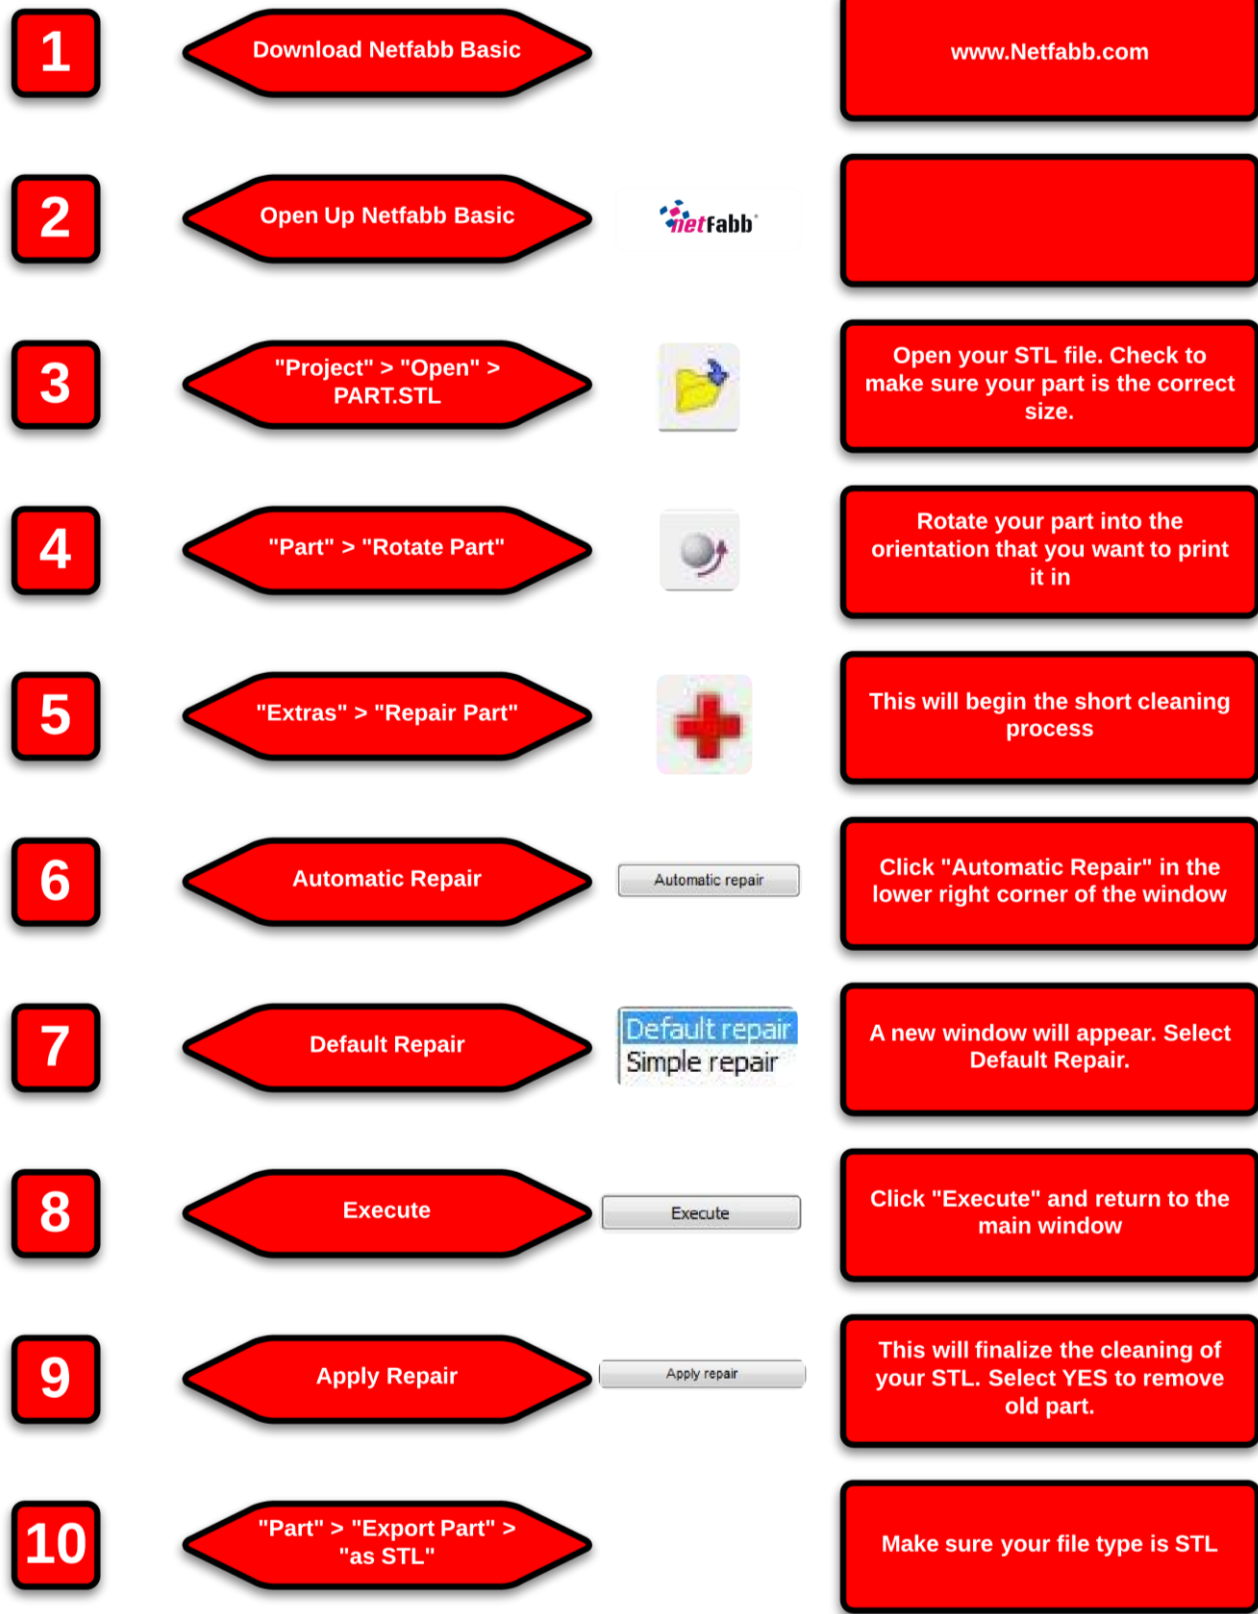 1
Download Netfabb Basic
www.Netfabb.com
2
Open Up Netfabb Basic
netfabb
3
"Project" > "Open" >
PART.STL
Open your STL file. Check to
make sure your part is the correct
size.
4
"Part" > "Rotate Part"
Rotate your part into the
orientation that you want to print
it in
5
"Extras" > "Repair Part"
This will begin the short cleaning
process
6
Automatic Repair
Automatic repair
Click "Automatic Repair" in the
lower right corner of the window
7
Default Repair
Default repair
Simple repair
A new window will appear. Select
Default Repair.
8
Execute
Execute
Click "Execute" and return to the
main window
9
Apply Repair
Apply repair
This will finalize the cleaning of
your STL. Select YES to remove
old part.
10
"Part" > "Export Part" >
"as STL"
Make sure your file type is STL